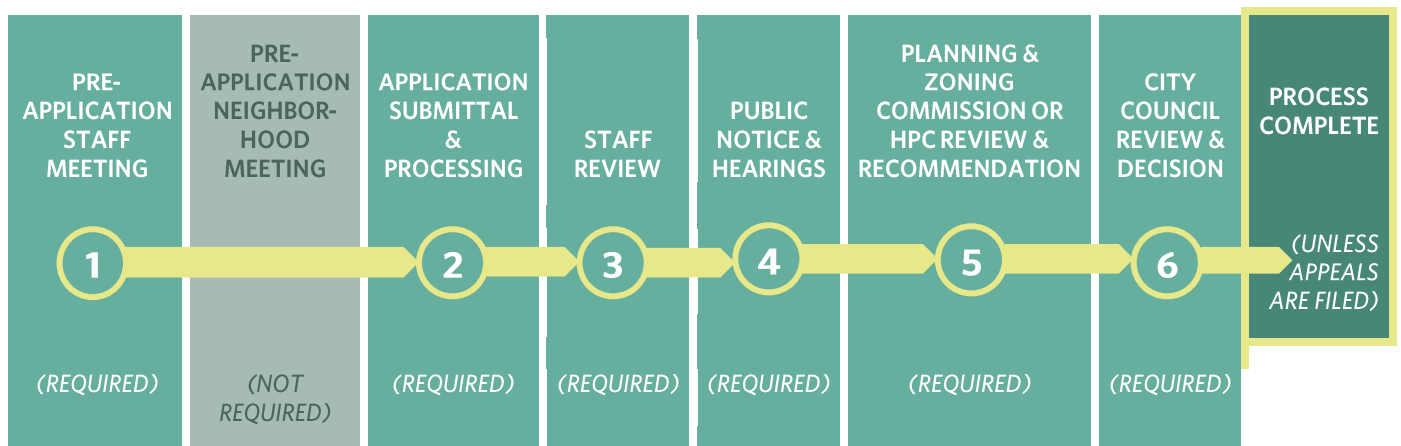 PRE-
APPLICATION
STAFF
MEETING
1
(REQUIRED)
PRE-
APPLICATION
NEIGHBOR-
HOOD
MEETING
(NOT
REQUIRED)
APPLICATION
SUBMITTAL
&
PROCESSING
2
(REQUIRED)
STAFF
REVIEW
3
(REQUIRED)
PUBLIC
NOTICE &
HEARINGS
4
(REQUIRED)
PLANNING &
ZONING
COMMISSION OR
HPC REVIEW &
RECOMMENDATION
5
(REQUIRED)
CITY
COUNCIL
REVIEW &
DECISION
6
(REQUIRED)
PROCESS
COMPLETE
(UNLESS
APPEALS
ARE FILED)